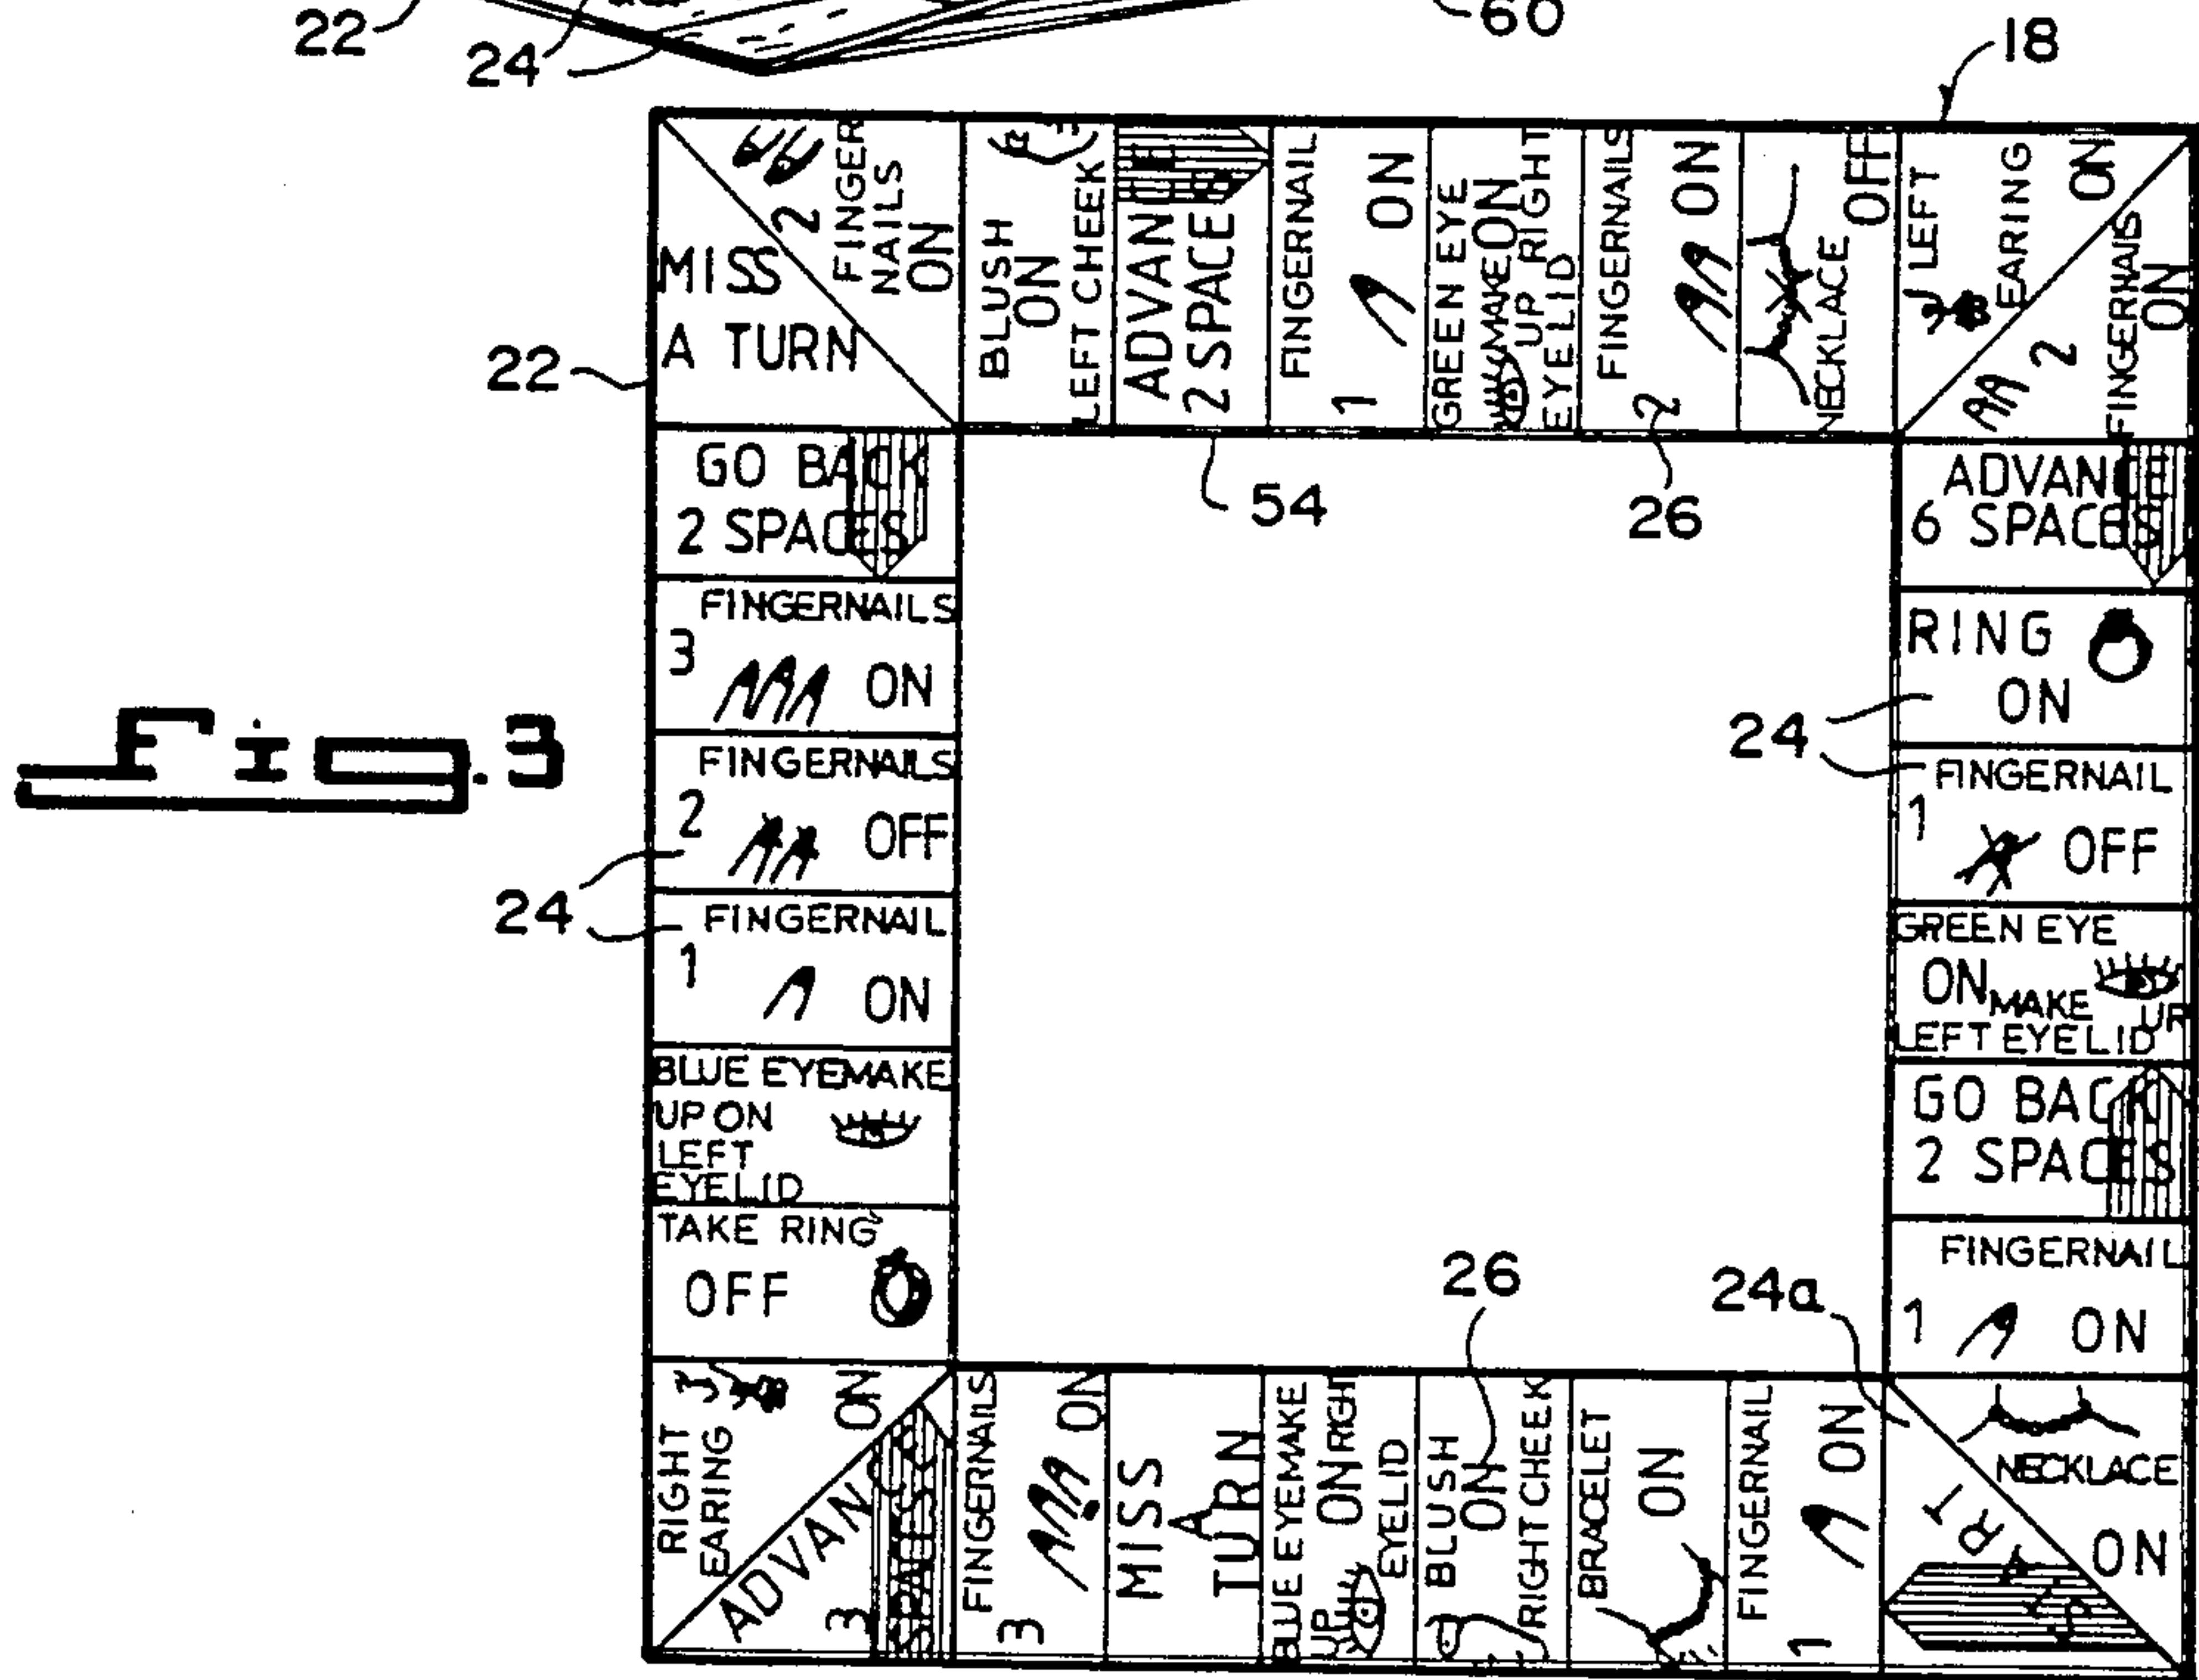 22
24
60
18
MISS
A TURN
2
FINGER
NAILS
ON
BLUSH
ON
LEFT CHEEK
ADVANCE
2 SPACES
FINGERNAIL
1 ON
GREEN EYE
MAKE ON
UP RIGHT
EYELID
FINGERNAILS
2 ON
NECKLACE
OFF
LEFT
EARING
ON
2
FINGERNAIS
ON
22
54
26
GO BACK
2 SPACES
3 FINGERNAILS
ON
FINGERNAILS
2 OFF
24
FINGERNAIL
1
ON
BLUE EYEMAKE
UP ON
LEFT
EYELID
TAKE RING
OFF
Fig.3
ADVANCE
6 SPACES
RING
ON
24
FINGERNAIL
1
OFF
GREEN EYE
ON MAKE UP
LEFT EYELID
GO BACK
2 SPACES
FINGERNAIL
1 ON
26
24a
RIGHT
EARING
ON
ADVANCE
3 SPACES
FINGERNAILS
3 ON
MISS
A
TURN
BLUE EYEMAKE
UP ON RIGHT
EYELID
BLUSH
ON
RIGHT CHEEK
BRACELET
ON
FINGERNAIL
1 ON
NECKLACE
ON
START